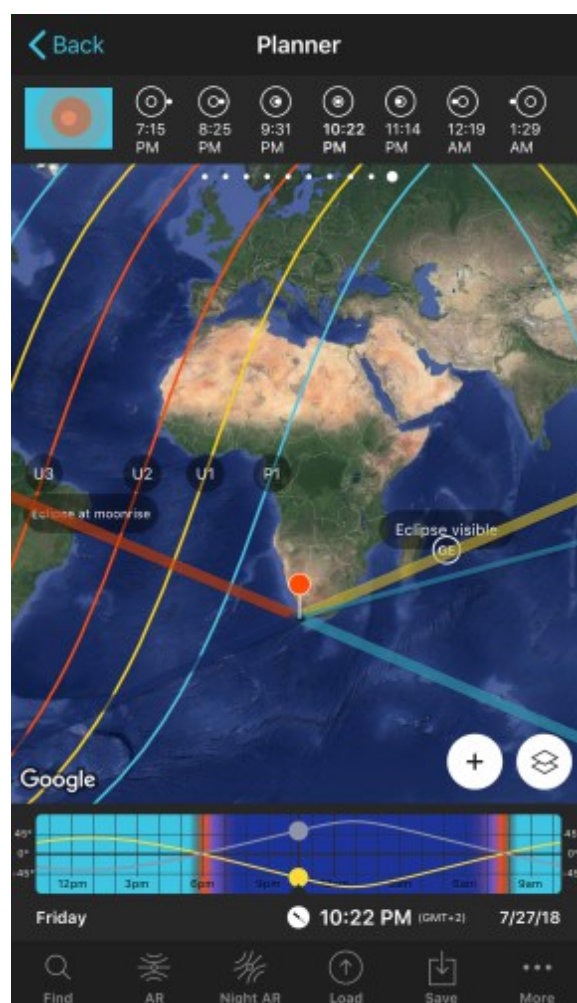 Back
Planner
7:15 PM
8:25 PM
9:31 PM
10:22 PM
11:14 PM
12:19 AM
1:29 AM
U3
U2
U1
P1
Eclipse at moonrise
Eclipse visible
GE
Google
45°
0°
-45°
12pm 3pm 6pm 9pm 6am 9am
Friday
10:22 PM (GMT+2)
7/27/18
Find
AR
Night AR
Load
Save
More